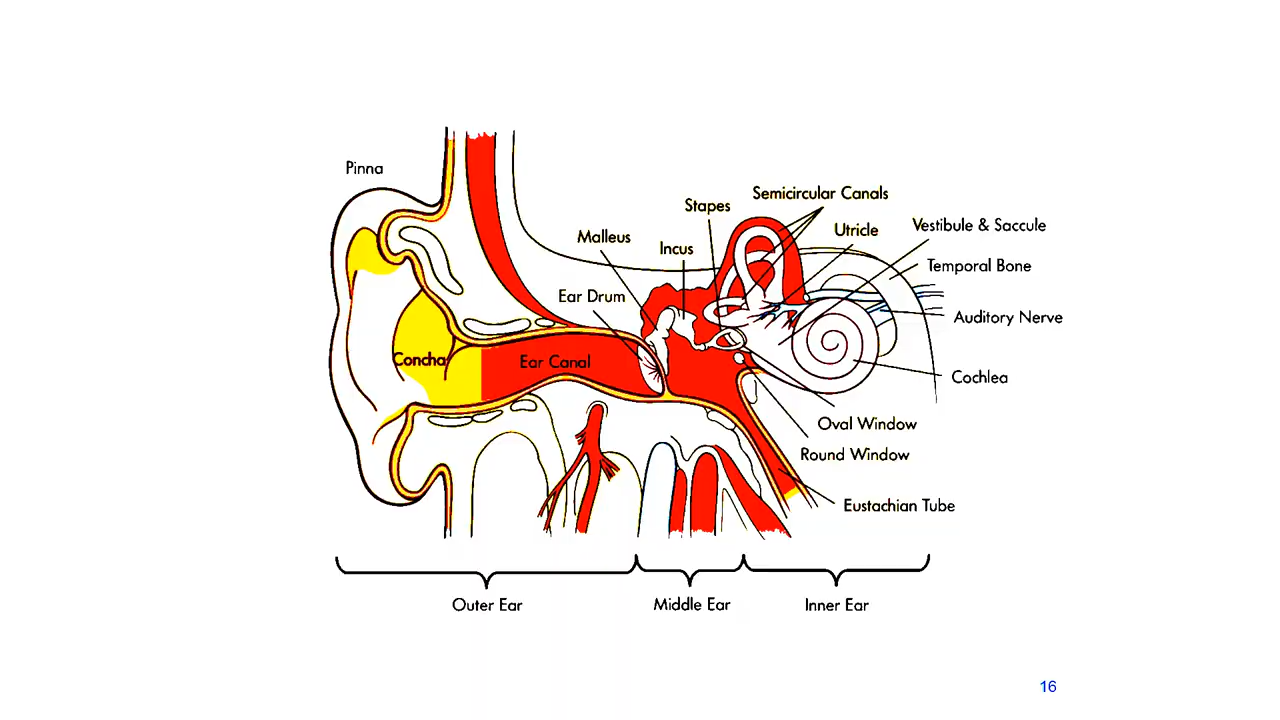 Pinna
Semicircular Canals
Stapes
Utricle
Vestibule & Saccule
Malleus
Incus
Temporal Bone
Ear Drum
Auditory Nerve
Concha
Ear Canal
Cochlea
Oval Window
Round Window
Eustachian Tube
Outer Ear
Middle Ear
Inner Ear
16